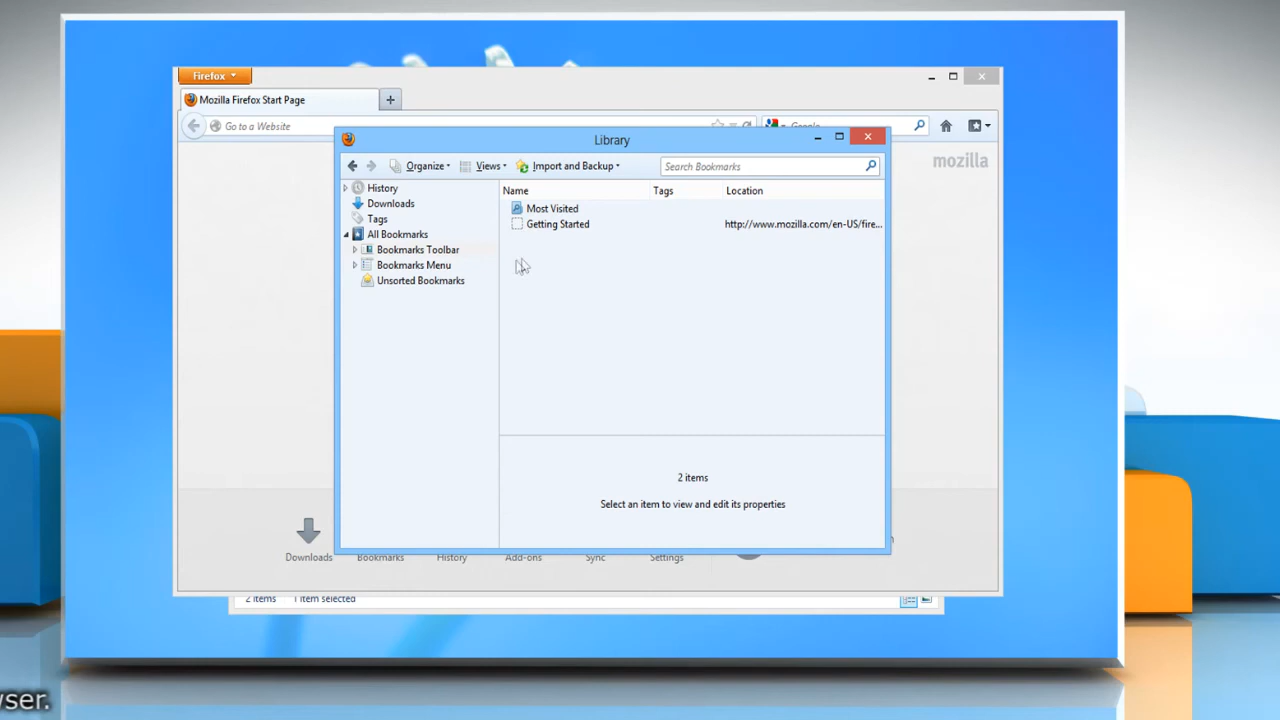 Firefox
Mozilla Firefox Start Page
Go to a Website
Google
mozilla
Library
Organize Views Import and Backup Search Bookmarks
History
Downloads
Tags
All Bookmarks
Bookmarks Toolbar
Bookmarks Menu
Unsorted Bookmarks
Name Tags Location
Most Visited
Getting Started http://www.mozilla.com/en-US/fire...
2 items
Select an item to view and edit its properties
Downloads Bookmarks History Add-ons Sync Settings
2 items 1 item selected
wser.